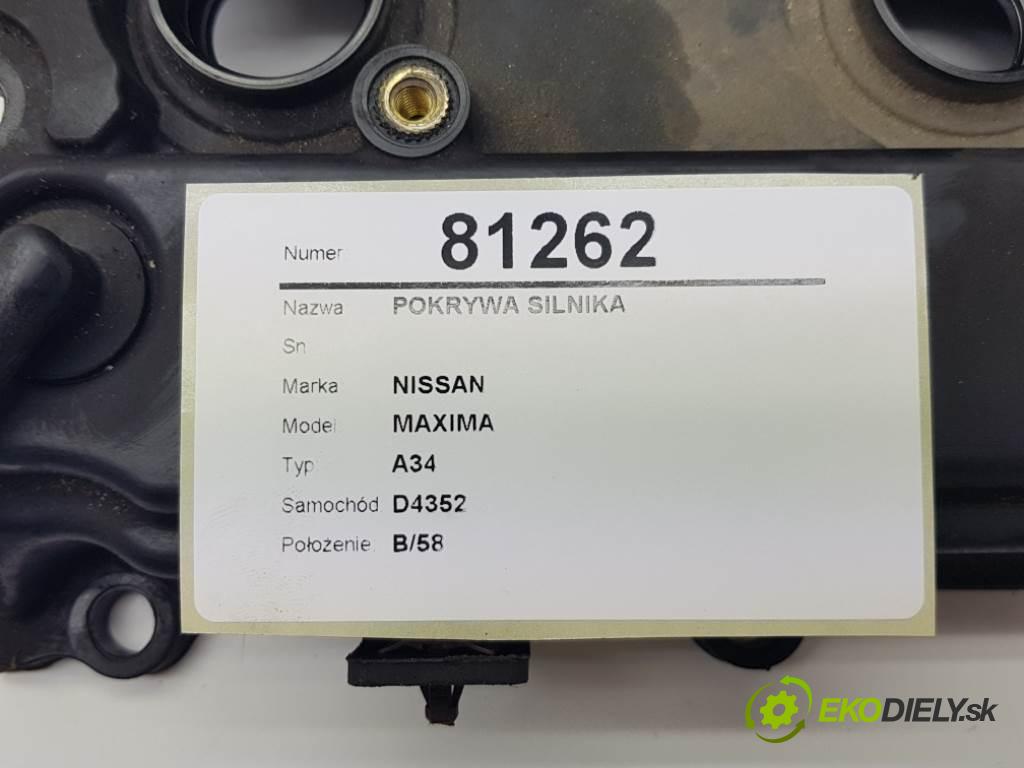 Numer 81262
Nazwa POKRYWA SILNIKA
Sn
Marka NISSAN
Model MAXIMA
Typ A34
Samochód D4352
Położenie B/58
EKODIELY.sk